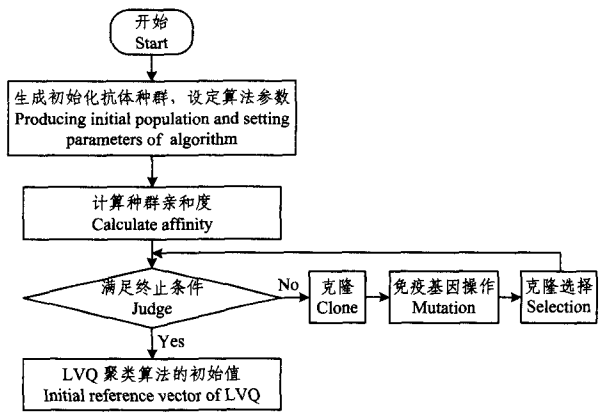 开始
Start
生成初始化抗体种群，设定算法参数
Producing initial population and setting
parameters of algorithm
计算种群亲和度
Calculate affinity
满足终止条件
Judge
No
克隆
Clone
免疫基因操作
Mutation
克隆选择
Selection
Yes
LVQ 聚类算法的初始值
Initial reference vector of LVQ